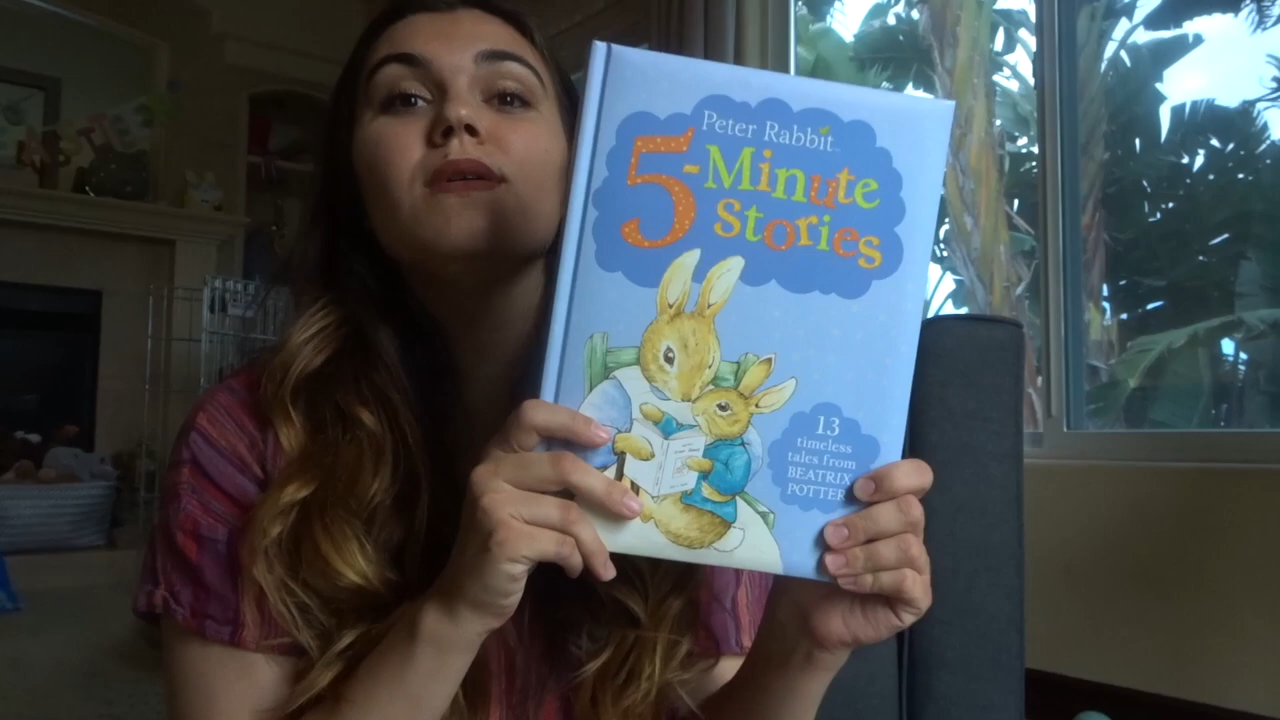 Peter Rabbit
5-Minute
Stories
13
timeless
tales from
BEATRIX
POTTER